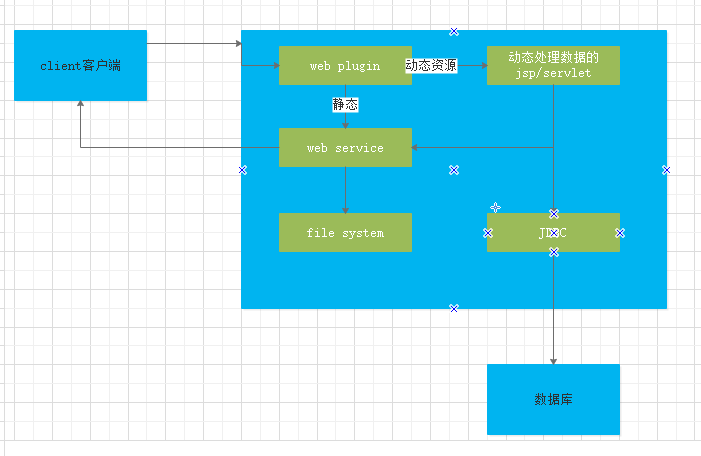 client客户端
web plugin
动态资源
动态处理数据的
jsp/servlet
静态
web service
file system
数据库